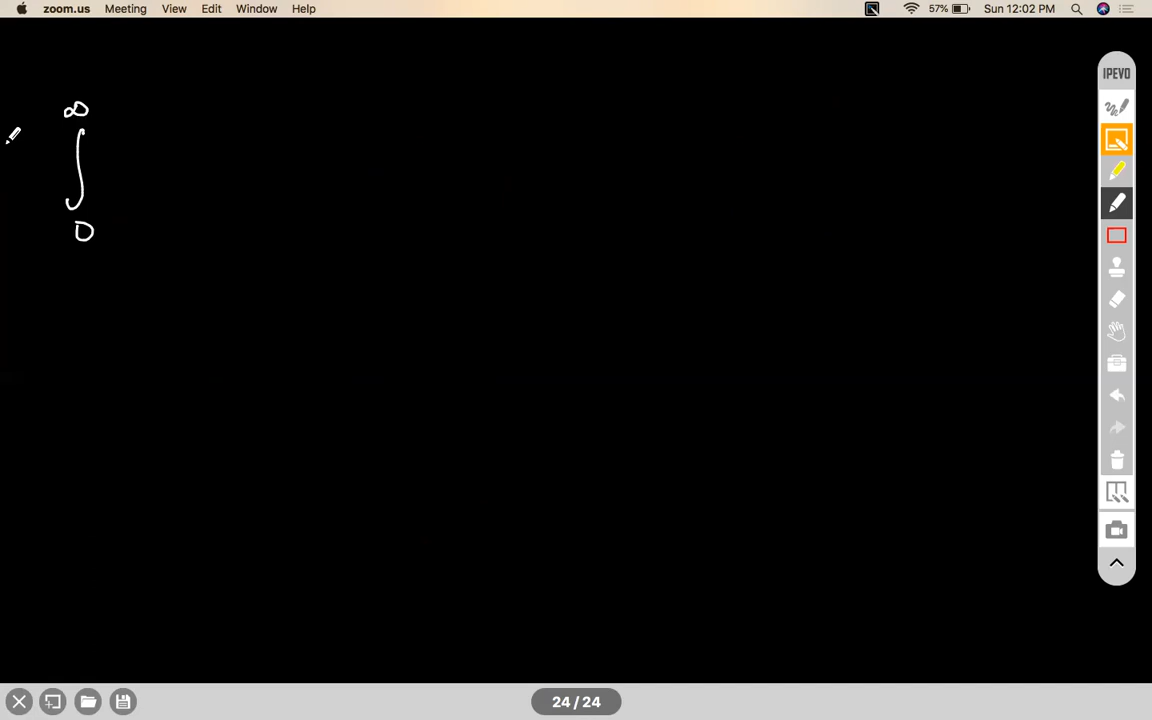 zoom.us Meeting View Edit Window Help 57% Sun 12:02 PM
IPEVO
∞
∫
0
24 / 24